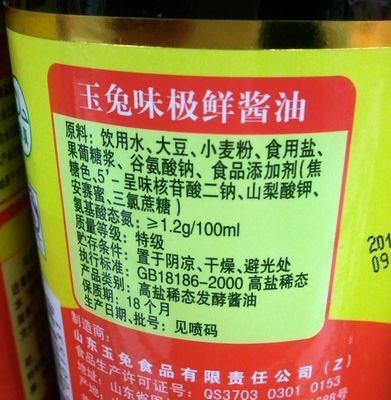 玉兔味极鲜酱油
原料：饮用水、大豆、小麦粉、食用盐、
果葡糖浆、谷氨酸钠、食品添加剂（焦
糖色、5'-呈味核苷酸二钠、山梨酸钾、
安赛蜜、三氯蔗糖）
氨基酸态氮：≥1.2g/100ml
质量等级：特级
贮存条件：置于阴凉、干燥、避光处
执行标准：GB18186-2000 高盐稀态
产品类别：高盐稀态发酵酱油
保质期：18个月
生产日期、批号：见喷码
制造商：
山东玉兔食品有限责任公司（Z）
食品生产许可证号：QS3703 0301 0153
201
09